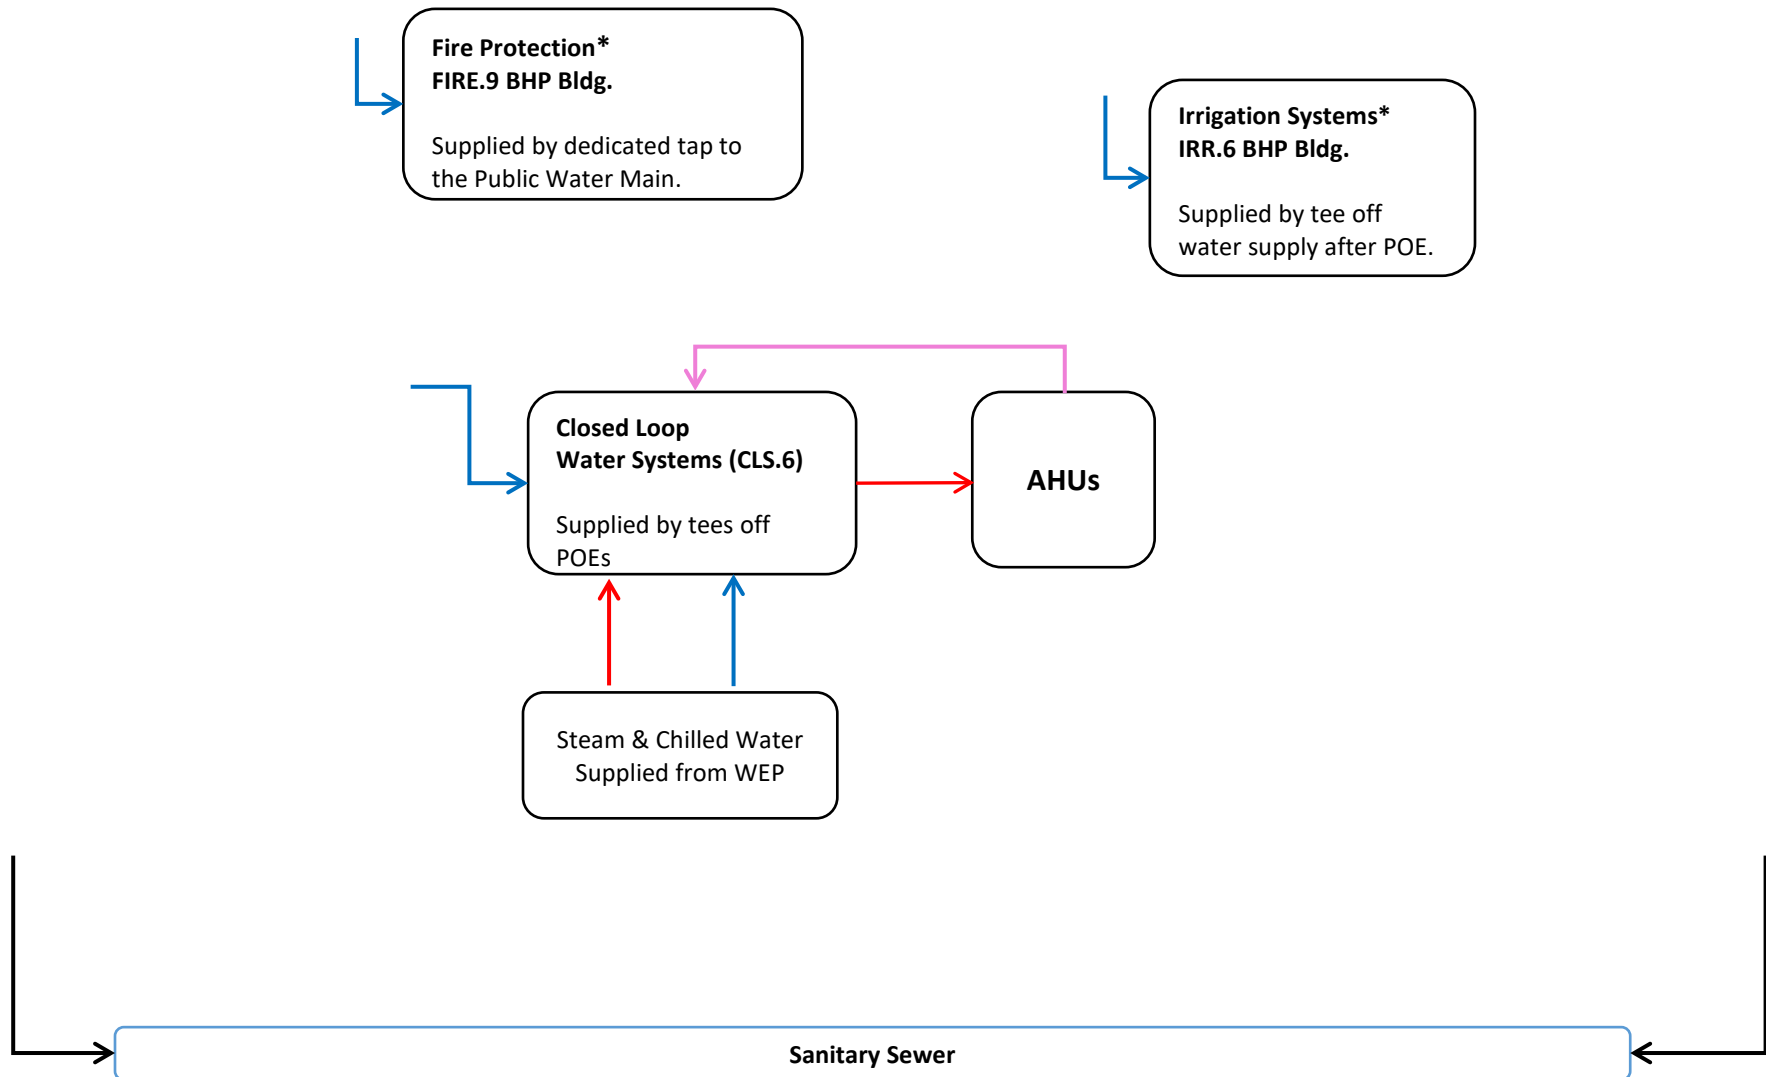 Fire Protection*
FIRE.9 BHP Bldg.
Supplied by dedicated tap to
the Public Water Main.
Irrigation Systems*
IRR.6 BHP Bldg.
Supplied by tee off
water supply after POE.
Closed Loop
Water Systems (CLS.6)
Supplied by tees off
POEs
AHUs
Steam & Chilled Water
Supplied from WEP
Sanitary Sewer